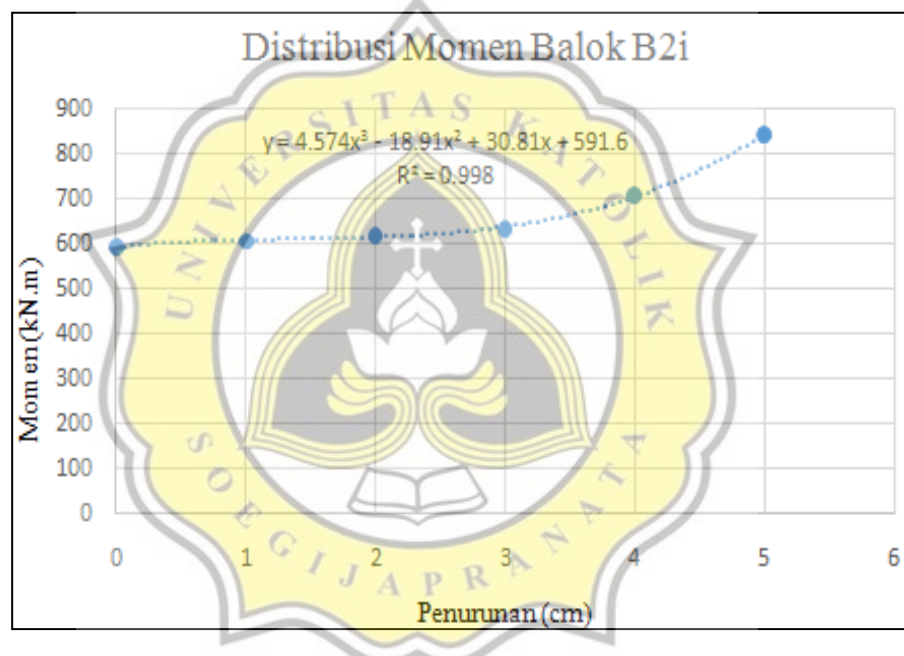 Distribusi Momen Balok B2i
UNIVERSITAS KATOLIK
SOEGIJAPRANATA
y = 4.574x³ - 18.91x² + 30.81x + 591.6
R² = 0.998
900
800
700
600
500
400
300
200
100
0
Momen (kN.m)
0 1 2 3 4 5 6
Penurunan (cm)